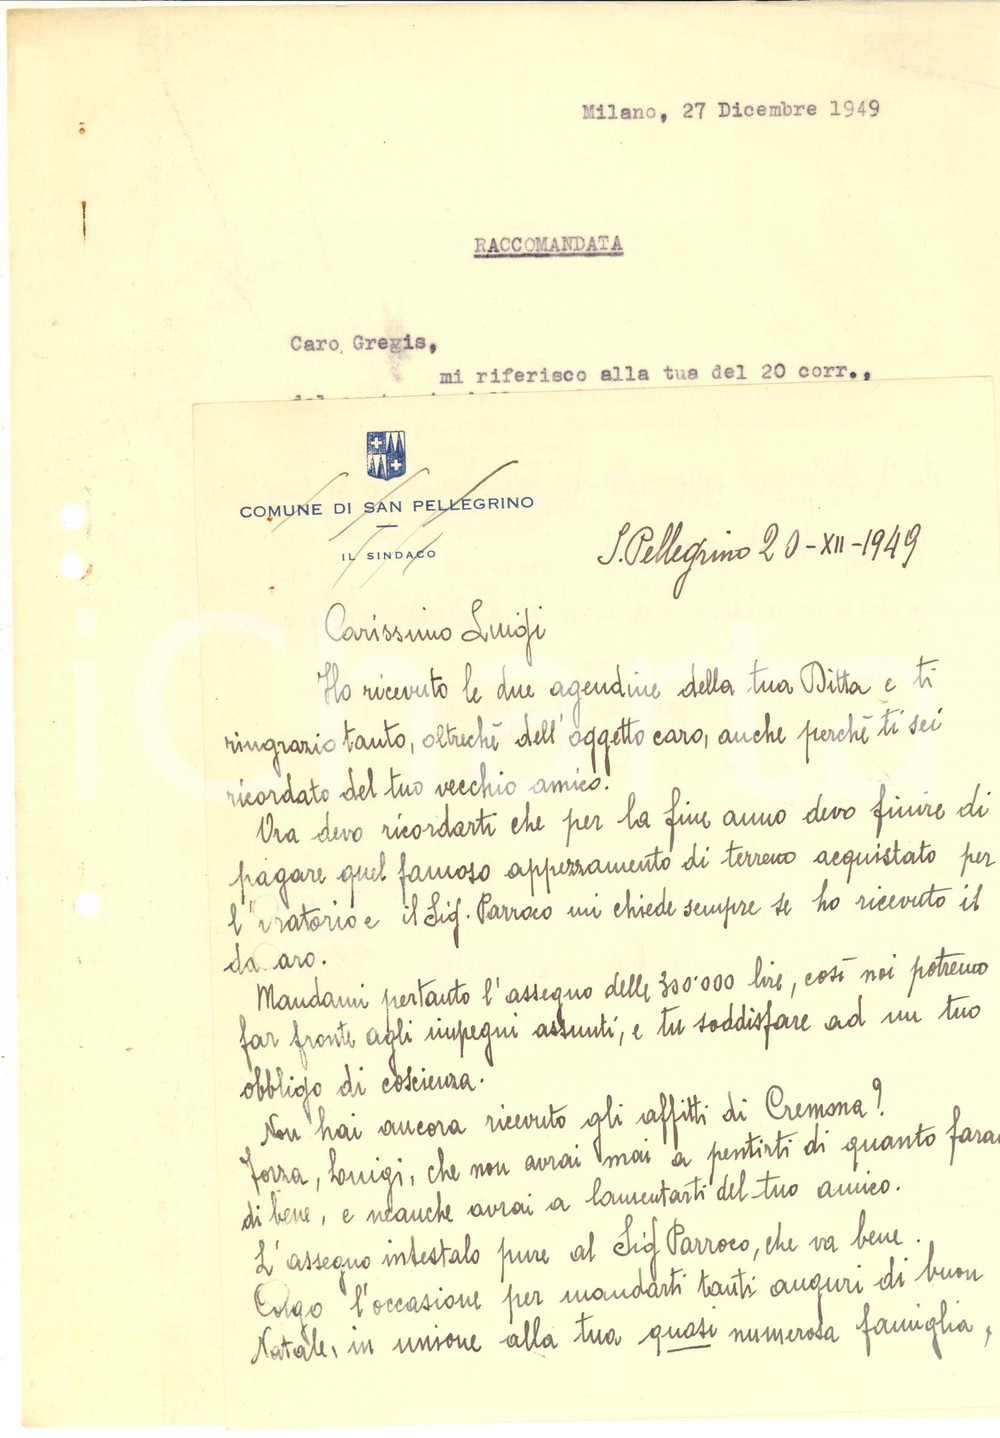 Milano, 27 Dicembre 1949
RACCOMANDATA
Caro Gregis,
mi riferisco alla tua del 20 corr.,
COMUNE DI SAN PELLEGRINO
IL SINDACO
S. Pellegrino 20-XII-1949
Carissimo Luigi
Ho ricevuto le due agendine della tua Ditta e ti
ringrazio tanto, oltreché dell'oggetto caro, anche perché ti sei
ricordato del tuo vecchio amico.
Ora devo ricordarti che per la fine anno devo finire di
pagare quel famoso appezzamento di terreno acquistato per
l'Oratorio e il Sig. Parroco mi chiede sempre se ho ricevuto il
danaro.
Mandami pertanto l'assegno delle 300.000 lire, così noi potremo
far fronte agli impegni assunti, e tu soddisfare ad un tuo
obbligo di coscienza.
Non hai ancora ricevuto gli affitti di Cremona?
Forza, Luigi, che non avrai mai a pentirti di quanto farai
di bene, e neanche avrai a lamentarti del tuo amico.
L'assegno intestalo pure al Sig Parroco, che va bene.
Colgo l'occasione per mandarti tanti auguri di buon
Natale, in unione alla tua quasi numerosa famiglia,